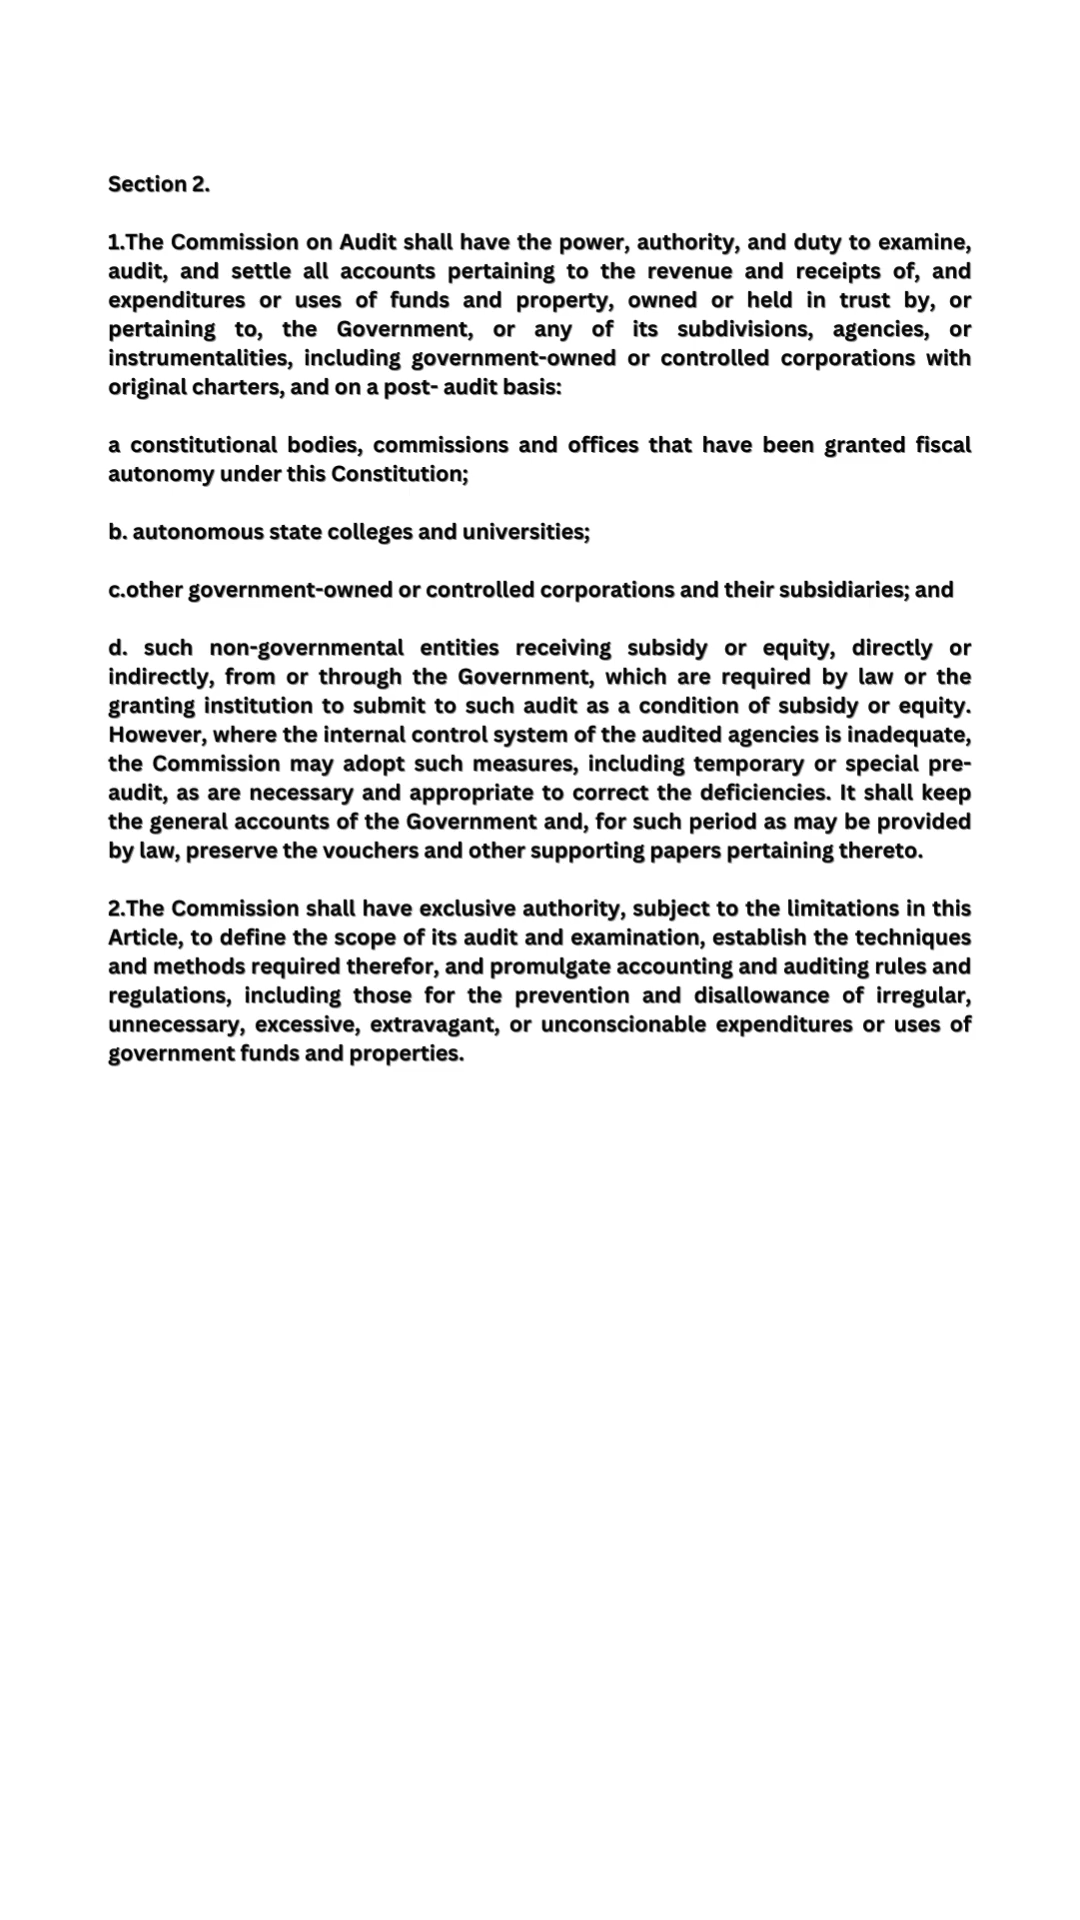 Section 2.
1.The Commission on Audit shall have the power, authority, and duty to examine,
audit, and settle all accounts pertaining to the revenue and receipts of, and
expenditures or uses of funds and property, owned or held in trust by, or
pertaining to, the Government, or any of its subdivisions, agencies, or
instrumentalities, including government-owned or controlled corporations with
original charters, and on a post- audit basis:
a constitutional bodies, commissions and offices that have been granted fiscal
autonomy under this Constitution;
b. autonomous state colleges and universities;
c.other government-owned or controlled corporations and their subsidiaries; and
d. such non-governmental entities receiving subsidy or equity, directly or
indirectly, from or through the Government, which are required by law or the
granting institution to submit to such audit as a condition of subsidy or equity.
However, where the internal control system of the audited agencies is inadequate,
the Commission may adopt such measures, including temporary or special pre-
audit, as are necessary and appropriate to correct the deficiencies. It shall keep
the general accounts of the Government and, for such period as may be provided
by law, preserve the vouchers and other supporting papers pertaining thereto.
2.The Commission shall have exclusive authority, subject to the limitations in this
Article, to define the scope of its audit and examination, establish the techniques
and methods required therefor, and promulgate accounting and auditing rules and
regulations, including those for the prevention and disallowance of irregular,
unnecessary, excessive, extravagant, or unconscionable expenditures or uses of
government funds and properties.